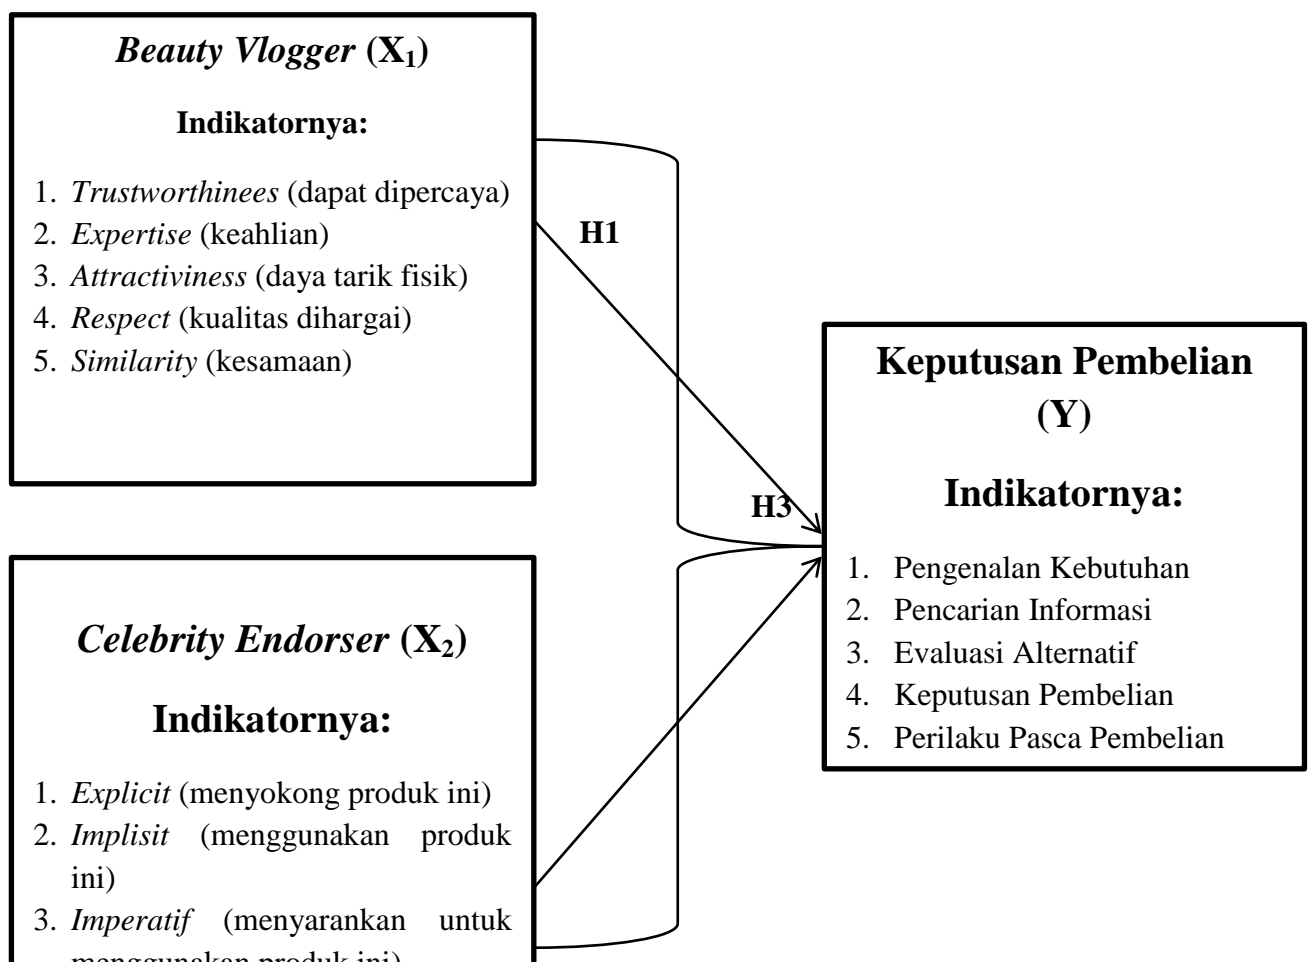 Beauty Vlogger (X₁)
Indikatornya:
1. Trustworthinees (dapat dipercaya)
2. Expertise (keahlian)
3. Attractiviness (daya tarik fisik)
4. Respect (kualitas dihargai)
5. Similarity (kesamaan)
H1
H3
Keputusan Pembelian
(Y)
Indikatornya:
1. Pengenalan Kebutuhan
2. Pencarian Informasi
3. Evaluasi Alternatif
4. Keputusan Pembelian
5. Perilaku Pasca Pembelian
Celebrity Endorser (X₂)
Indikatornya:
1. Explicit (menyokong produk ini)
2. Implisit (menggunakan produk
ini)
3. Imperatif (menyarankan untuk
menggunakan produk ini)